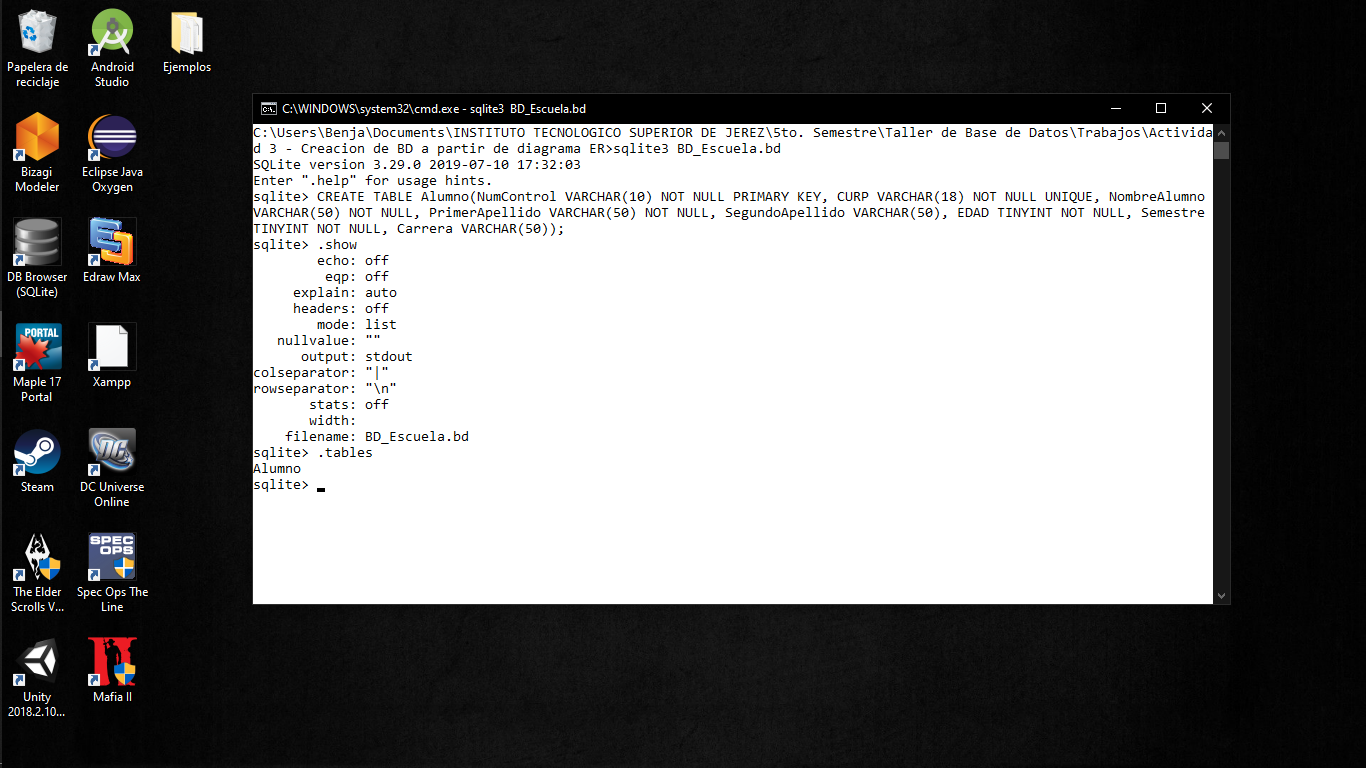 Papelera de
reciclaje
Android
Studio
Ejemplos
Bizagi
Modeler
Eclipse Java
Oxygen
DB Browser
(SQLite)
Edraw Max
PORTAL
Maple 17
Portal
Xampp
Steam
DC
DC Universe
Online
The Elder
Scrolls V...
SPEC
OPS
Spec Ops The
Line
Unity
2018.2.10...
II
Mafia II
C:\WINDOWS\system32\cmd.exe - sqlite3 BD_Escuela.bd
C:\Users\Benja\Documents\INSTITUTO TECNOLOGICO SUPERIOR DE JEREZ\5to. Semestre\Taller de Base de Datos\Trabajos\Activida
d 3 - Creacion de BD a partir de diagrama ER>sqlite3 BD_Escuela.bd
SQLite version 3.29.0 2019-07-10 17:32:03
Enter ".help" for usage hints.
sqlite> CREATE TABLE Alumno(NumControl VARCHAR(10) NOT NULL PRIMARY KEY, CURP VARCHAR(18) NOT NULL UNIQUE, NombreAlumno
VARCHAR(50) NOT NULL, PrimerApellido VARCHAR(50) NOT NULL, SegundoApellido VARCHAR(50), EDAD TINYINT NOT NULL, Semestre
TINYINT NOT NULL, Carrera VARCHAR(50));
sqlite> .show
echo: off
eqp: off
explain: auto
headers: off
mode: list
nullvalue: ""
output: stdout
colseparator: "|"
rowseparator: "\n"
stats: off
width:
filename: BD_Escuela.bd
sqlite> .tables
Alumno
sqlite>